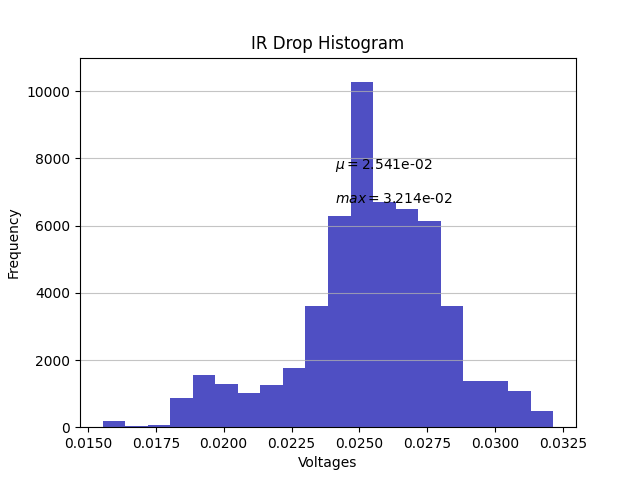 IR Drop Histogram
10000
8000
6000
4000
2000
0
Frequency
μ = 2.541e-02
max = 3.214e-02
0.0150 0.0175 0.0200 0.0225 0.0250 0.0275 0.0300 0.0325
Voltages